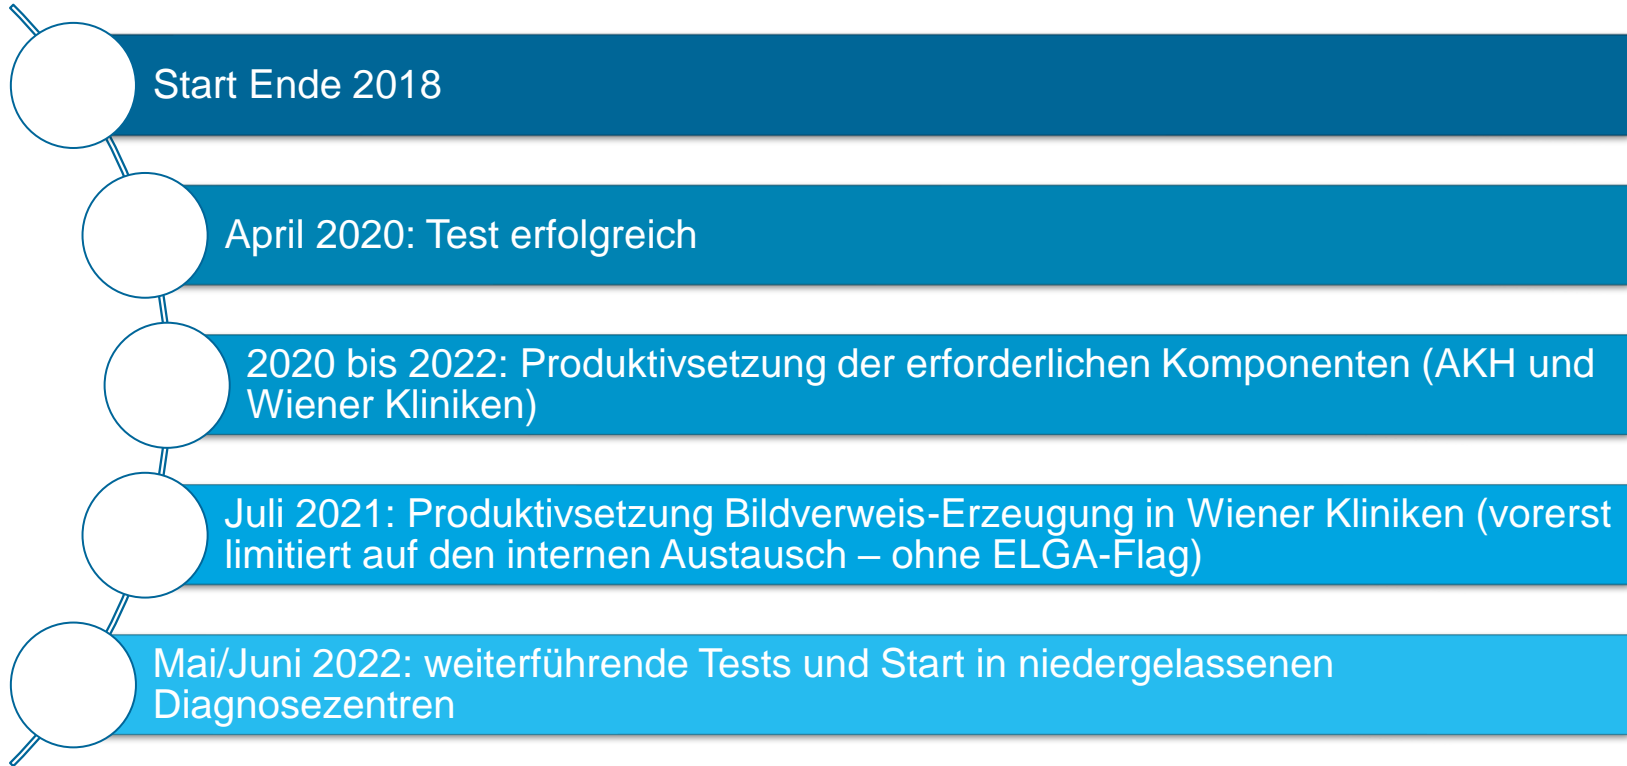 Start Ende 2018
April 2020: Test erfolgreich
2020 bis 2022: Produktivsetzung der erforderlichen Komponenten (AKH und
Wiener Kliniken)
Juli 2021: Produktivsetzung Bildverweis-Erzeugung in Wiener Kliniken (vorerst
limitiert auf den internen Austausch – ohne ELGA-Flag)
Mai/Juni 2022: weiterführende Tests und Start in niedergelassenen
Diagnosezentren